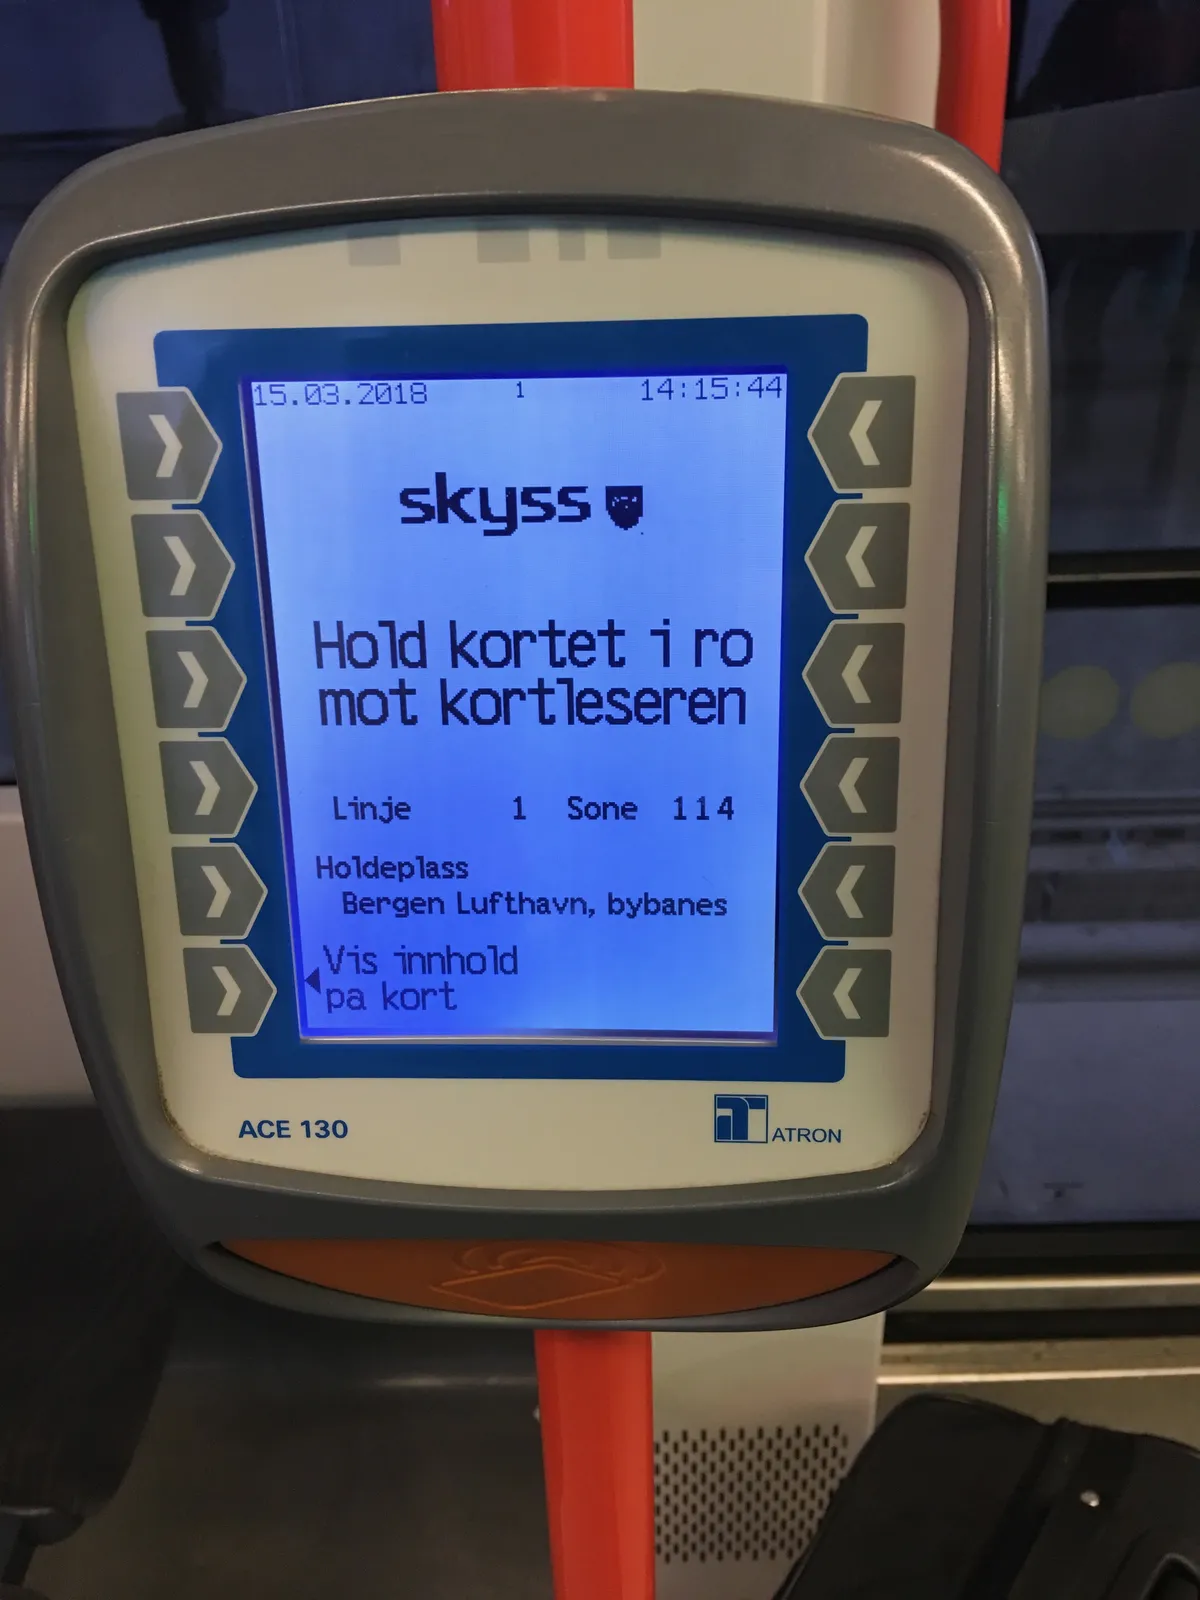 15.03.2018 1 14:15:44
skyss
Hold kortet i ro
mot kortleseren
Linje 1 Sone 114
Holdeplass
Bergen Lufthavn, bybanes
Vis innhold
pa kort
ACE 130
ATRON